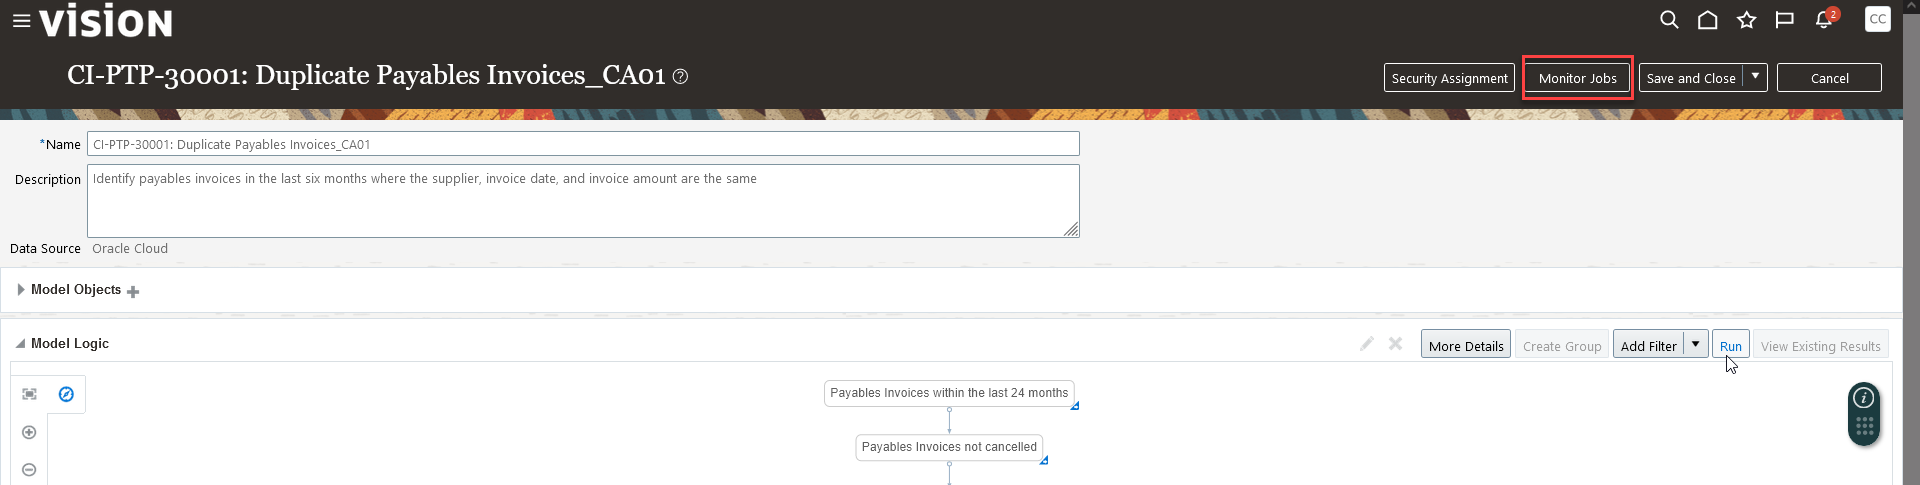 VISION
2
CC
CI-PTP-30001: Duplicate Payables Invoices_CA01 ?
Security Assignment Monitor Jobs Save and Close Cancel
*Name CI-PTP-30001: Duplicate Payables Invoices_CA01
Description Identify payables invoices in the last six months where the supplier, invoice date, and invoice amount are the same
Data Source Oracle Cloud
Model Objects
Model Logic
More Details Create Group Add Filter Run View Existing Results
Payables Invoices within the last 24 months
Payables Invoices not cancelled